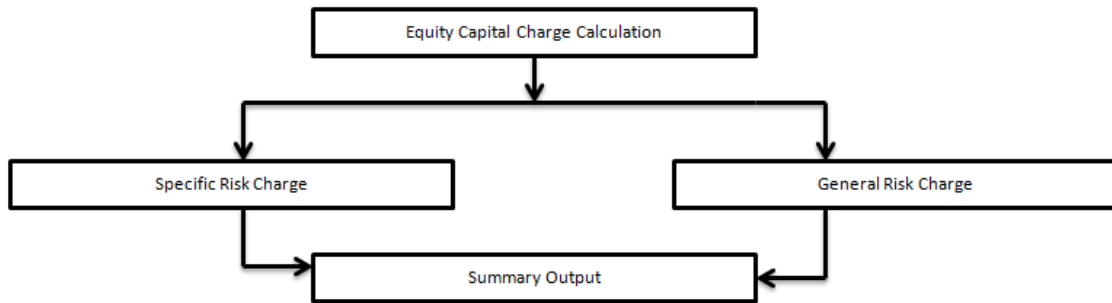 Equity Capital Charge Calculation
Specific Risk Charge
General Risk Charge
Summary Output